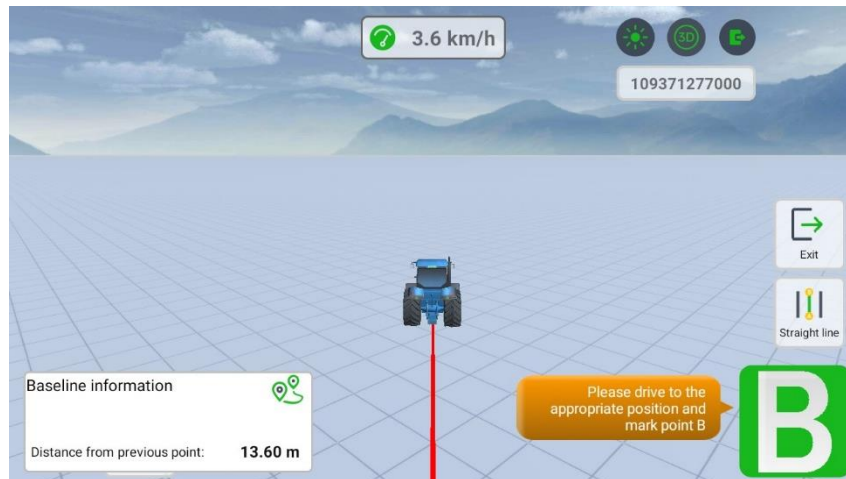 3.6 km/h
3D
109371277000
Exit
Straight line
Baseline information
Distance from previous point: 13.60 m
Please drive to the
appropriate position and
mark point B
B